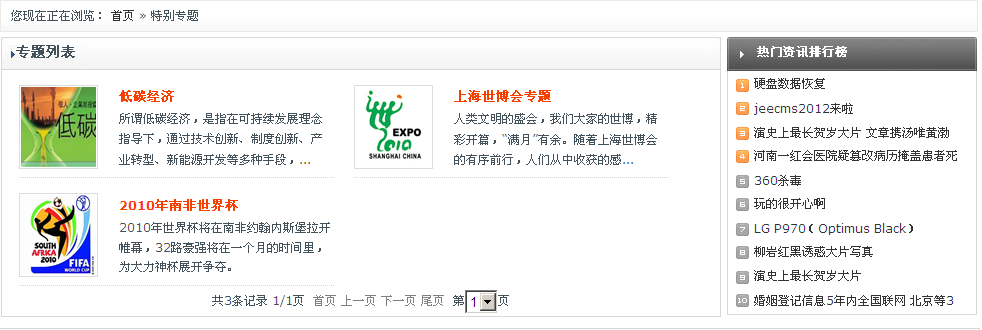 您现在正在浏览： 首页 » 特别专题
专题列表
低碳
低碳经济
所谓低碳经济，是指在可持续发展理念
指导下，通过技术创新、制度创新、产
业转型、新能源开发等多种手段，...
EXPO
2010
SHANGHAI CHINA
上海世博会专题
人类文明的盛会，我们大家的世博，精
彩开篇，“满月”有余。随着上海世博会
的有序前行，人们从中收获的感...
SOUTH
AFRICA
2010
FIFA
WORLD CUP
2010年南非世界杯
2010年世界杯将在南非约翰内斯堡拉开
帷幕，32路豪强将在一个月的时间里，
为大力神杯展开争夺。
共3条记录 1/1页 首页 上一页 下一页 尾页 第 1 页
热门资讯排行榜
1 硬盘数据恢复
2 jeecms2012来啦
3 演史上最长贺岁大片 文章携汤唯黄渤
4 河南一红会医院疑篡改病历掩盖患者死
5 360杀毒
6 玩的很开心啊
7 LG P970（Optimus Black）
8 柳岩红黑诱惑大片写真
9 演史上最长贺岁大片
10 婚姻登记信息5年内全国联网 北京等3